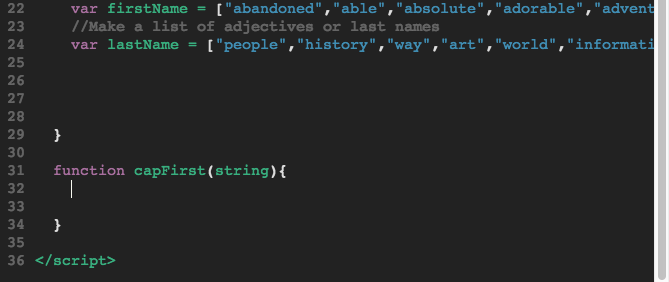 22 var firstName = ["abandoned","able","absolute","adorable","advent
23 //Make a list of adjectives or last names
24 var lastName = ["people","history","way","art","world","informati
25
26
27
28
29 }
30
31 function capFirst(string){
32
33
34 }
35
36 </script>